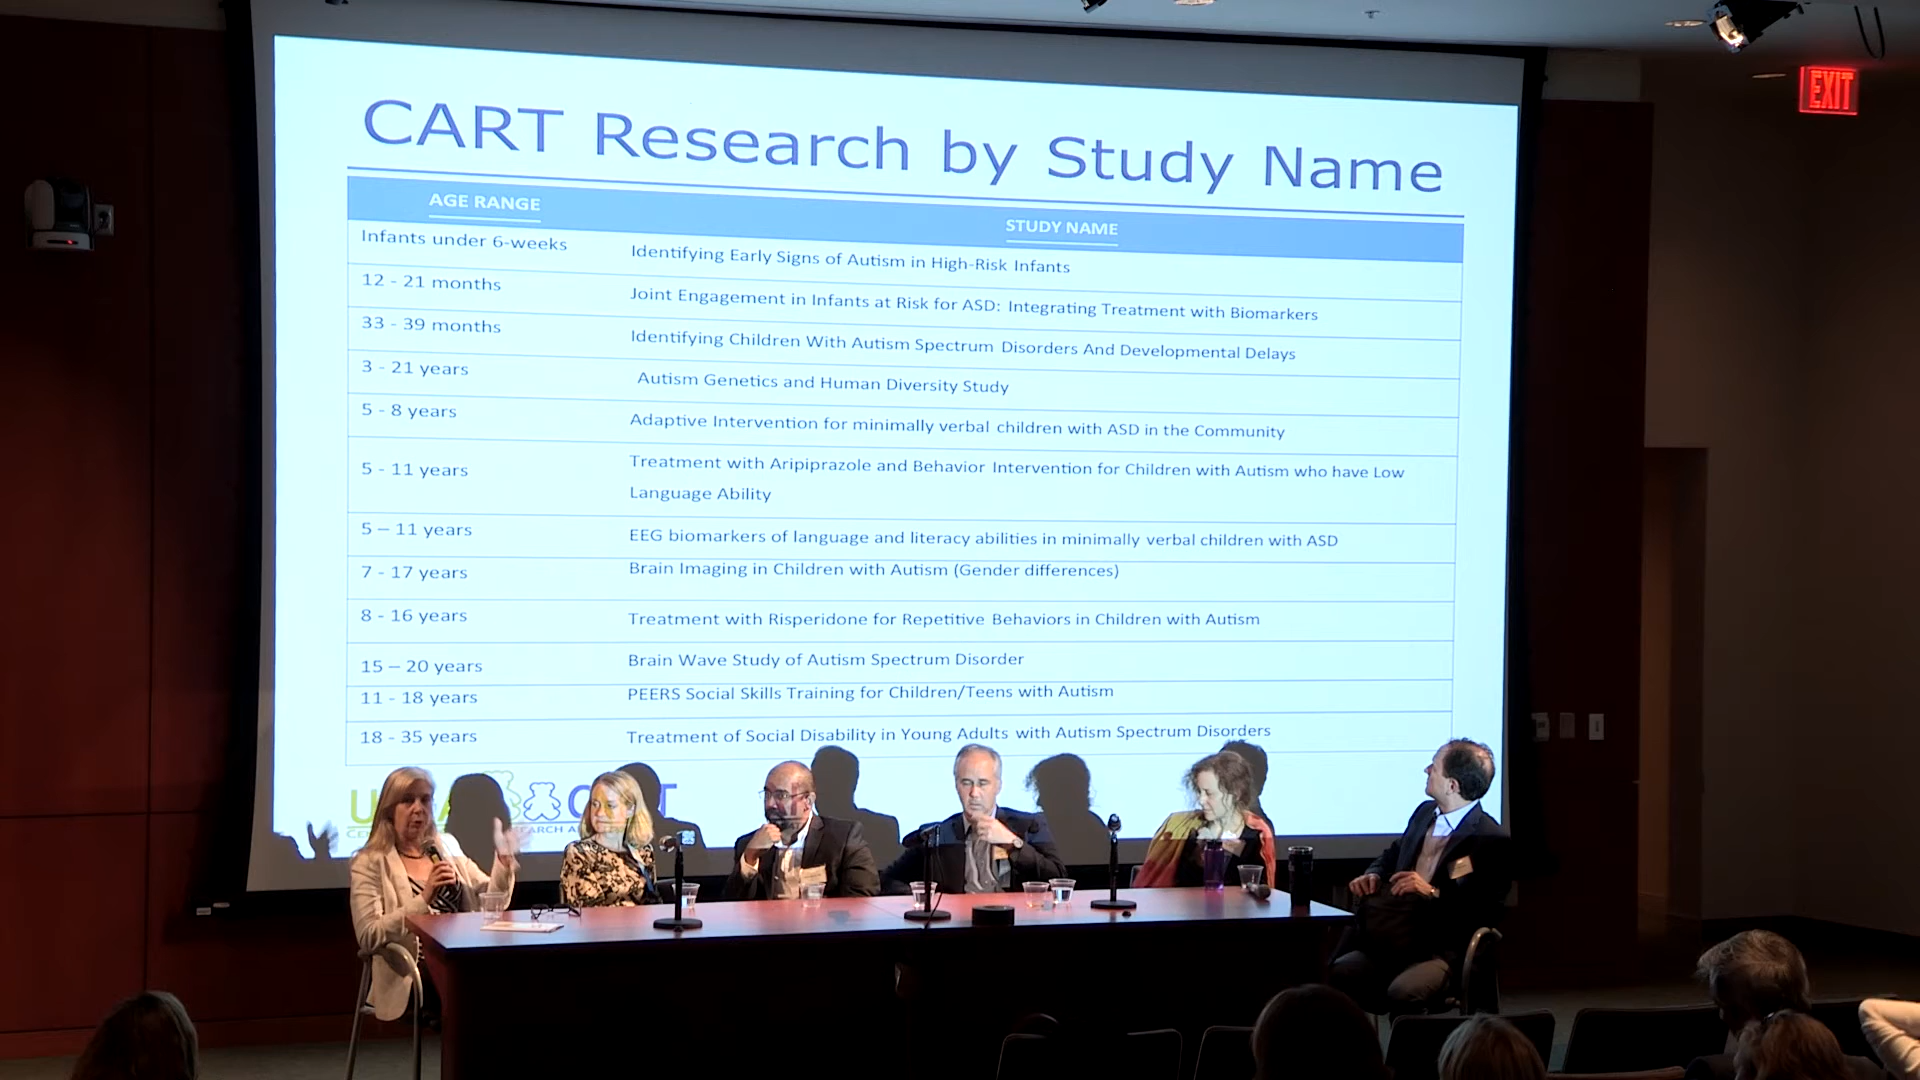 CART Research by Study Name
AGE RANGE STUDY NAME
Infants under 6-weeks Identifying Early Signs of Autism in High-Risk Infants
12 - 21 months Joint Engagement in Infants at Risk for ASD: Integrating Treatment with Biomarkers
33 - 39 months Identifying Children With Autism Spectrum Disorders And Developmental Delays
3 - 21 years Autism Genetics and Human Diversity Study
5 - 8 years Adaptive Intervention for minimally verbal children with ASD in the Community
5 - 11 years Treatment with Aripiprazole and Behavior Intervention for Children with Autism who have Low
Language Ability
5 – 11 years EEG biomarkers of language and literacy abilities in minimally verbal children with ASD
7 - 17 years Brain Imaging in Children with Autism (Gender differences)
8 - 16 years Treatment with Risperidone for Repetitive Behaviors in Children with Autism
15 – 20 years Brain Wave Study of Autism Spectrum Disorder
11 - 18 years PEERS Social Skills Training for Children/Teens with Autism
18 - 35 years Treatment of Social Disability in Young Adults with Autism Spectrum Disorders
EXIT